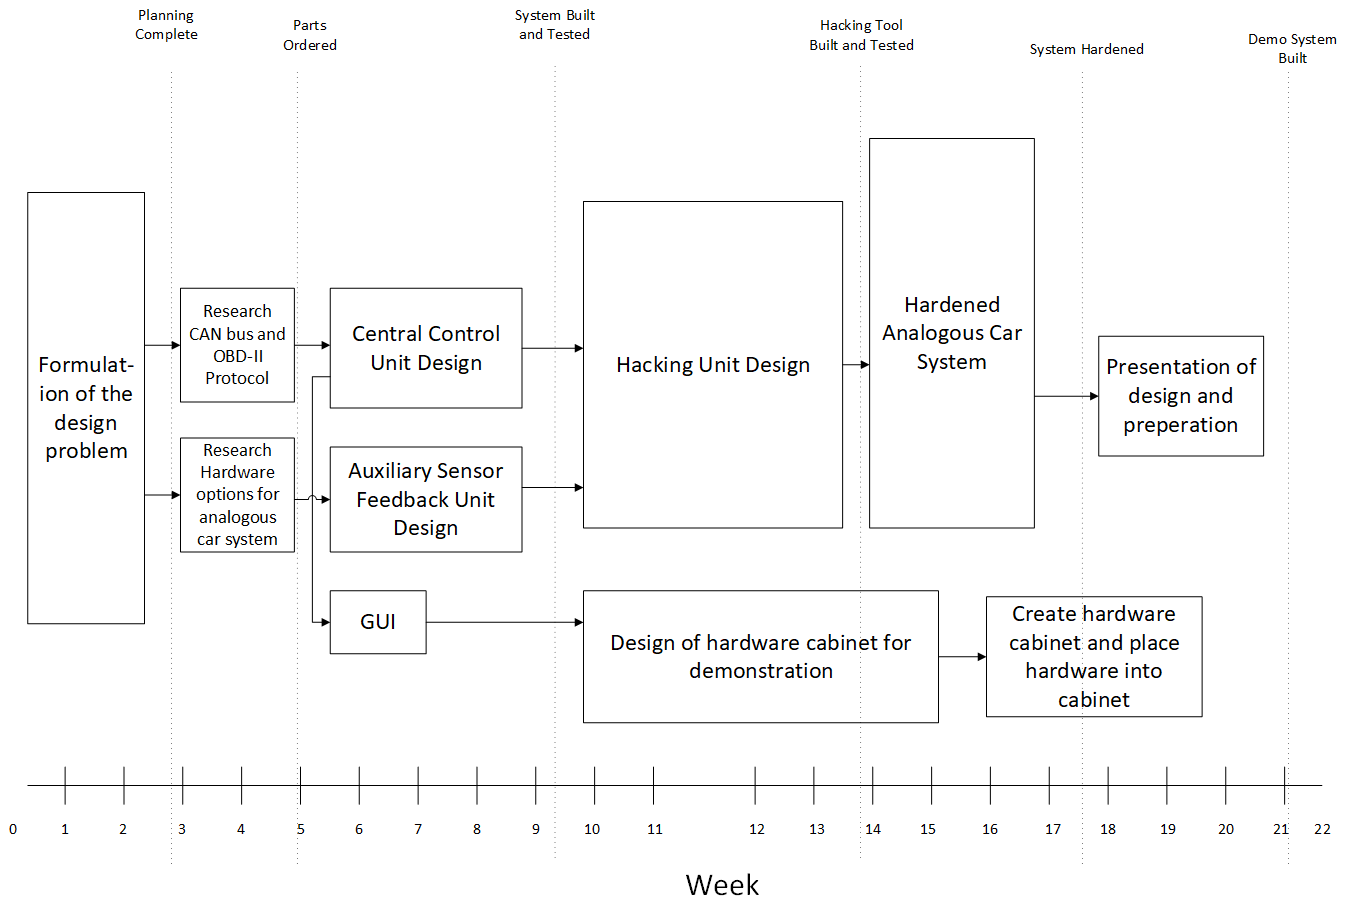 Planning
Complete
Parts
Ordered
System Built
and Tested
Hacking Tool
Built and Tested
System Hardened
Demo System
Built
Formulat-
ion of the
design
problem
Research
CAN bus and
OBD-II
Protocol
Research
Hardware
options for
analogous
car system
Central Control
Unit Design
Auxiliary Sensor
Feedback Unit
Design
GUI
Hacking Unit Design
Design of hardware cabinet for
demonstration
Hardened
Analogous Car
System
Create hardware
cabinet and place
hardware into
cabinet
Presentation of
design and
preperation
0 1 2 3 4 5 6 7 8 9 10 11 12 13 14 15 16 17 18 19 20 21 22
Week